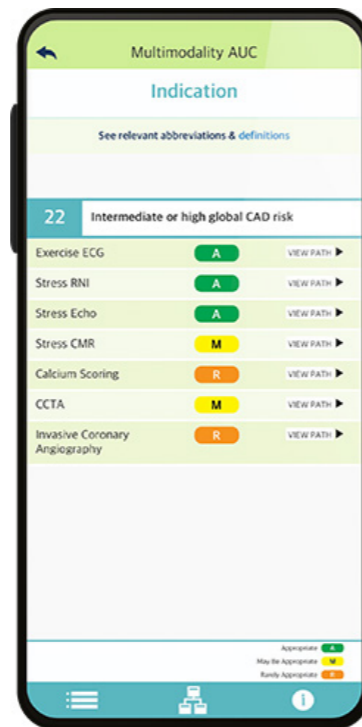 Multimodality AUC
Indication
See relevant abbreviations & definitions
22 Intermediate or high global CAD risk
Exercise ECG A VIEW PATH ▶
Stress RNI A VIEW PATH ▶
Stress Echo A VIEW PATH ▶
Stress CMR M VIEW PATH ▶
Calcium Scoring R VIEW PATH ▶
CCTA M VIEW PATH ▶
Invasive Coronary R VIEW PATH ▶
Angiography
Appropriate A
May Be Appropriate M
Rarely Appropriate R
i